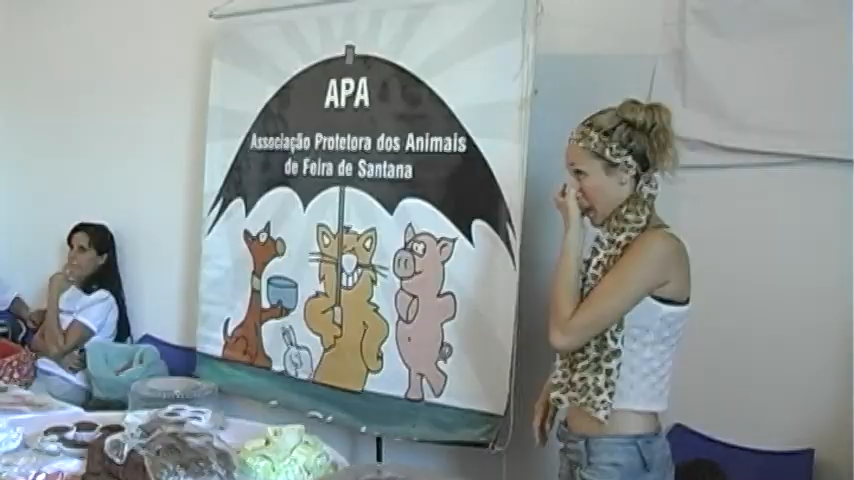 APA
Associação Protetora dos Animais
de Feira de Santana